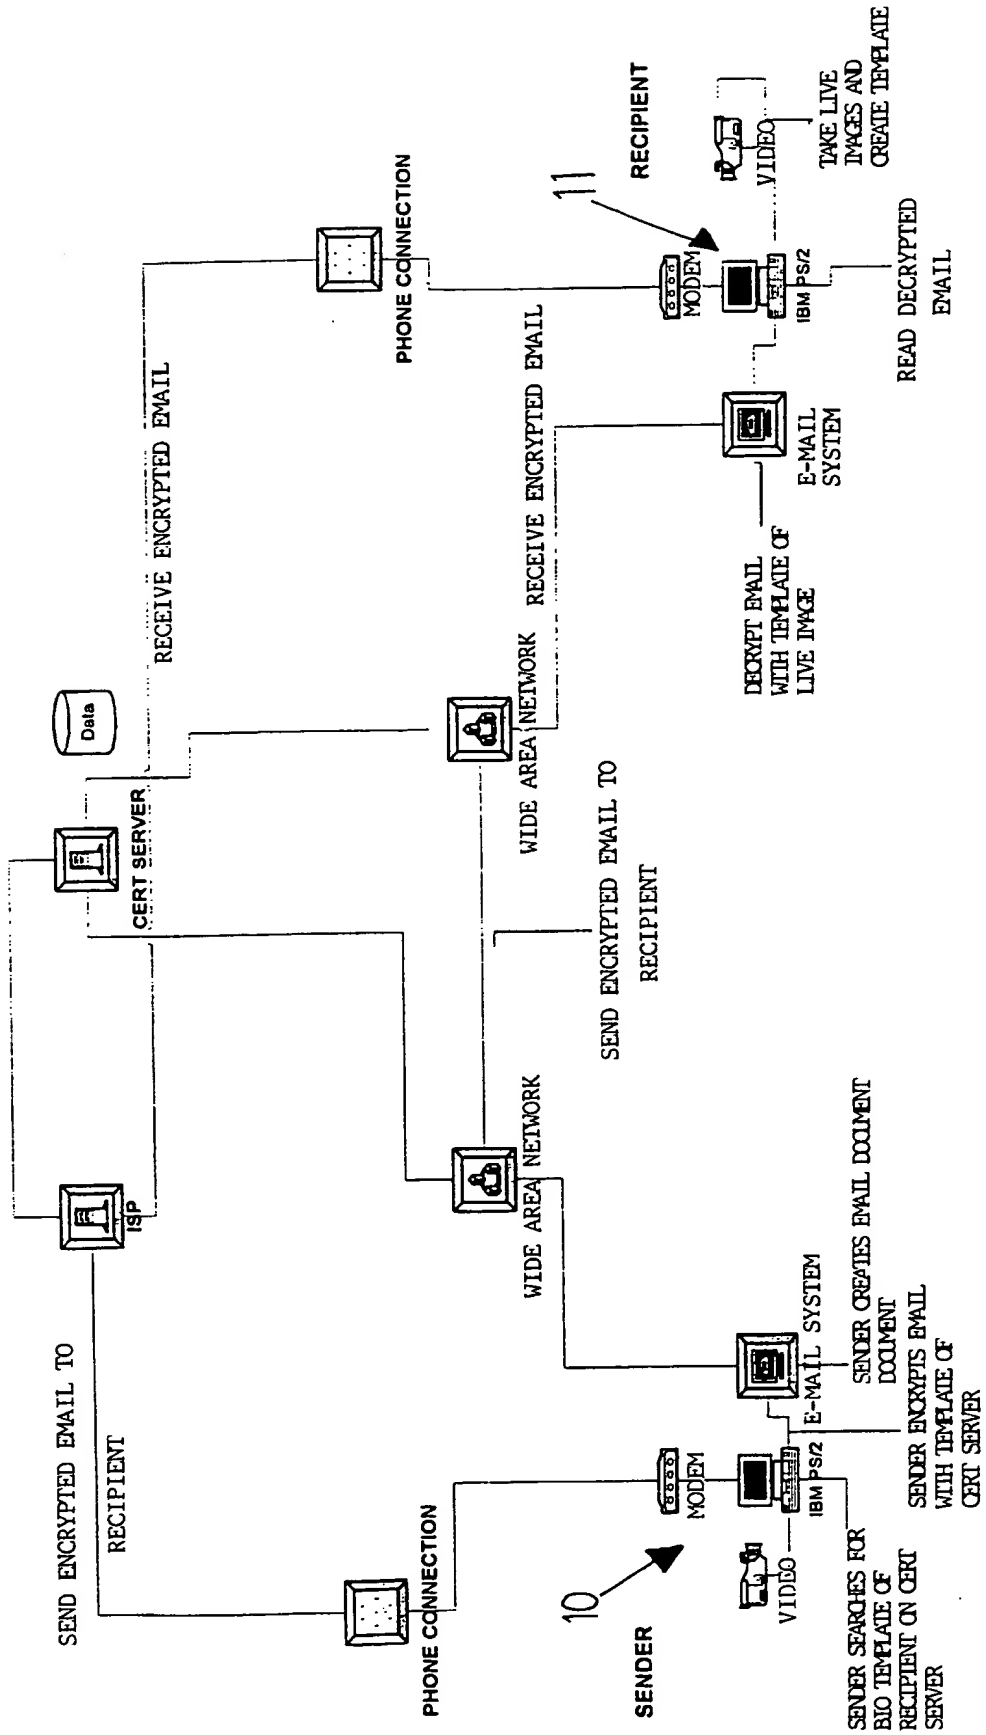 SEND ENCRYPTED EMAIL TO
RECIPIENT
ISP
CERT SERVER
Data
RECEIVE ENCRYPTED EMAIL
PHONE CONNECTION
PHONE CONNECTION
WIDE AREA NETWORK
WIDE AREA NETWORK
SEND ENCRYPTED EMAIL TO
RECIPIENT
RECEIVE ENCRYPTED EMAIL
SENDER
10
MODEM
VIDEO
IBM PS/2
E-MAIL SYSTEM
SENDER SEARCHES FOR
BIO TEMPLATE OF
RECIPIENT ON CERT
SERVER
SENDER ENCRYPTS EMAIL
WITH TEMPLATE OF
CERT SERVER
SENDER CREATES EMAIL DOCUMENT
DOCUMENT
DECRYPT EMAIL
WITH TEMPLATE OF
LIVE IMAGE
E-MAIL
SYSTEM
RECIPIENT
11
MODEM
IBM PS/2
VIDEO
READ DECRYPTED
EMAIL
TAKE LIVE
IMAGES AND
CREATE TEMPLATE